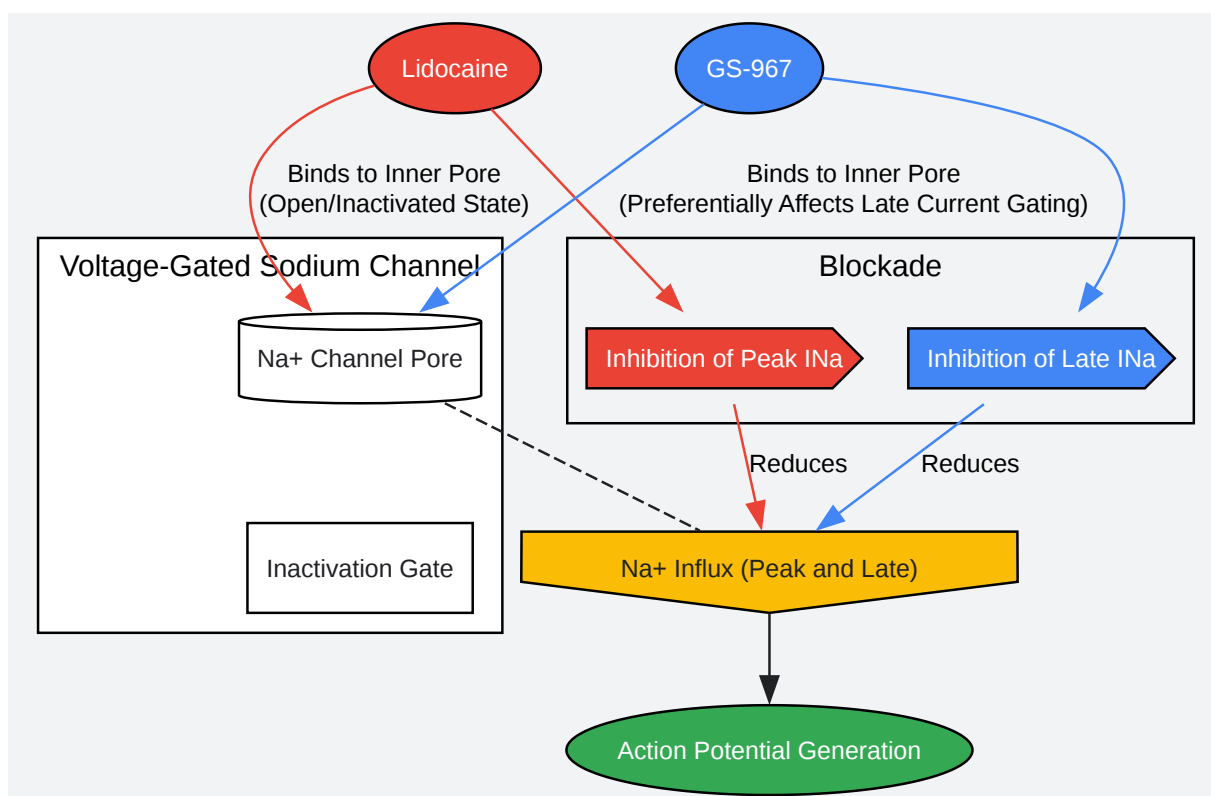 Lidocaine
GS-967
Binds to Inner Pore
(Open/Inactivated State)
Binds to Inner Pore
(Preferentially Affects Late Current Gating)
Voltage-Gated Sodium Channel
Blockade
Na+ Channel Pore
Inhibition of Peak INa
Inhibition of Late INa
Reduces
Reduces
Inactivation Gate
Na+ Influx (Peak and Late)
Action Potential Generation